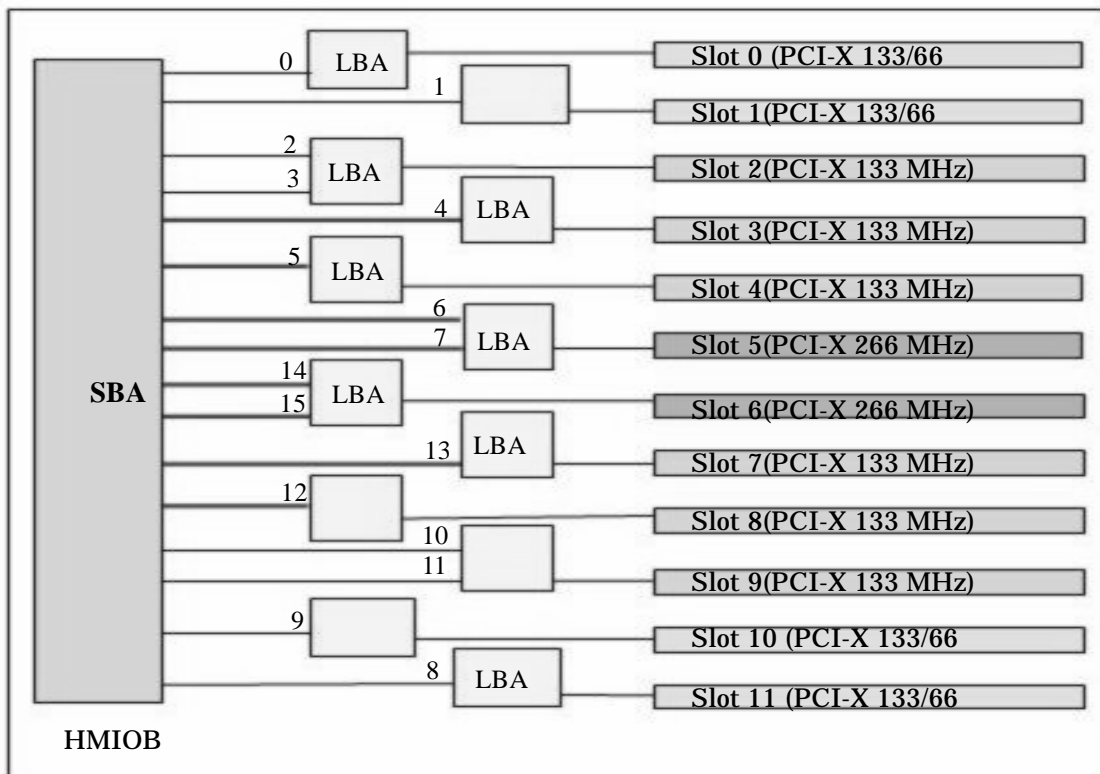 0 LBA Slot 0 (PCI-X 133/66
1 Slot 1(PCI-X 133/66
2 LBA Slot 2(PCI-X 133 MHz)
3
4 LBA Slot 3(PCI-X 133 MHz)
5 LBA Slot 4(PCI-X 133 MHz)
6
7 LBA Slot 5(PCI-X 266 MHz)
14
SBA LBA Slot 6(PCI-X 266 MHz)
15
13 LBA Slot 7(PCI-X 133 MHz)
12 Slot 8(PCI-X 133 MHz)
10
11 Slot 9(PCI-X 133 MHz)
9 Slot 10 (PCI-X 133/66
8 LBA Slot 11 (PCI-X 133/66
HMIOB